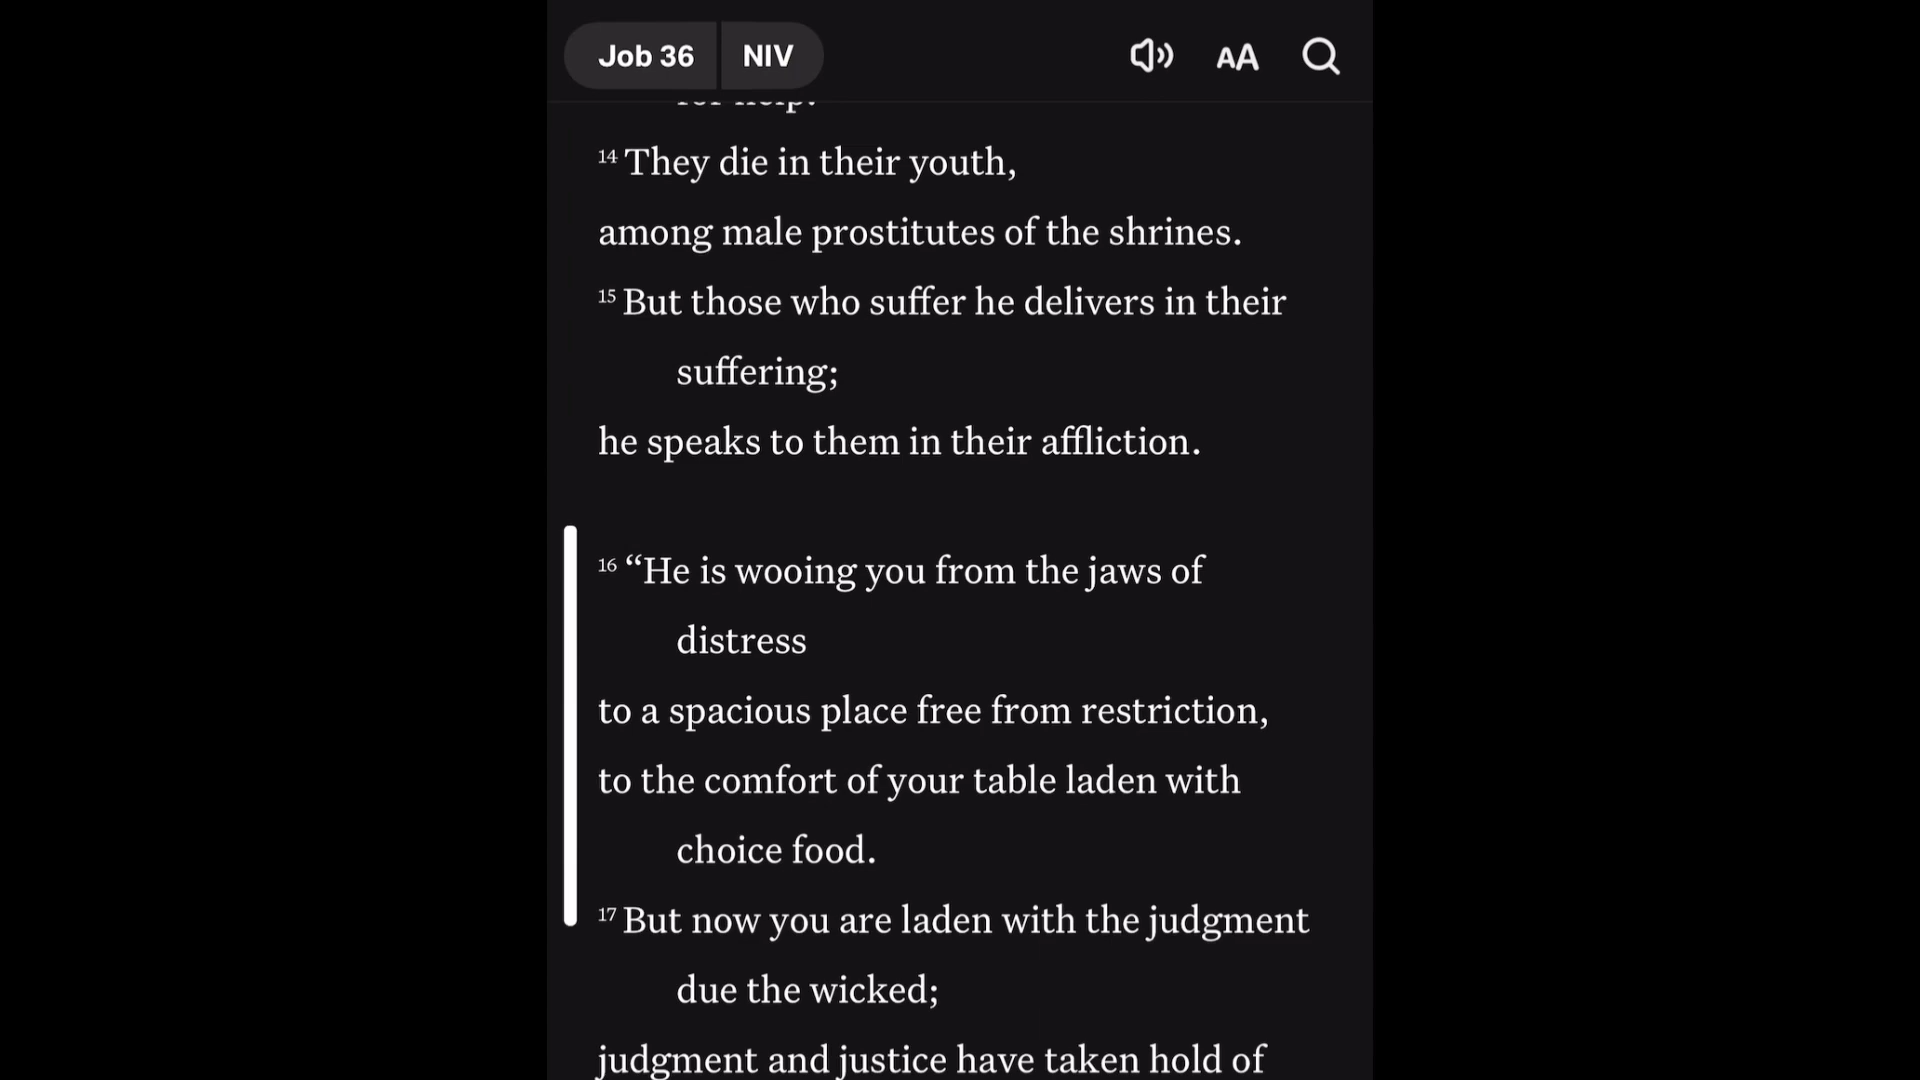 Job 36 NIV AA
for help.
14 They die in their youth,
among male prostitutes of the shrines.
15 But those who suffer he delivers in their
suffering;
he speaks to them in their affliction.
16 “He is wooing you from the jaws of
distress
to a spacious place free from restriction,
to the comfort of your table laden with
choice food.
17 But now you are laden with the judgment
due the wicked;
judgment and justice have taken hold of